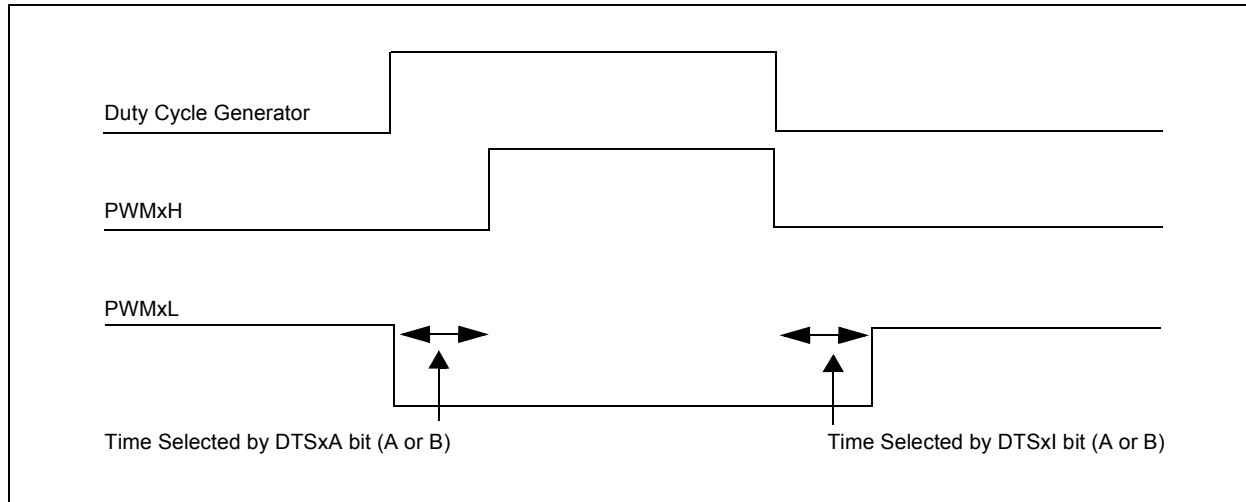 Duty Cycle Generator
PWMxH
PWMxL
Time Selected by DTSxA bit (A or B)
Time Selected by DTSxI bit (A or B)